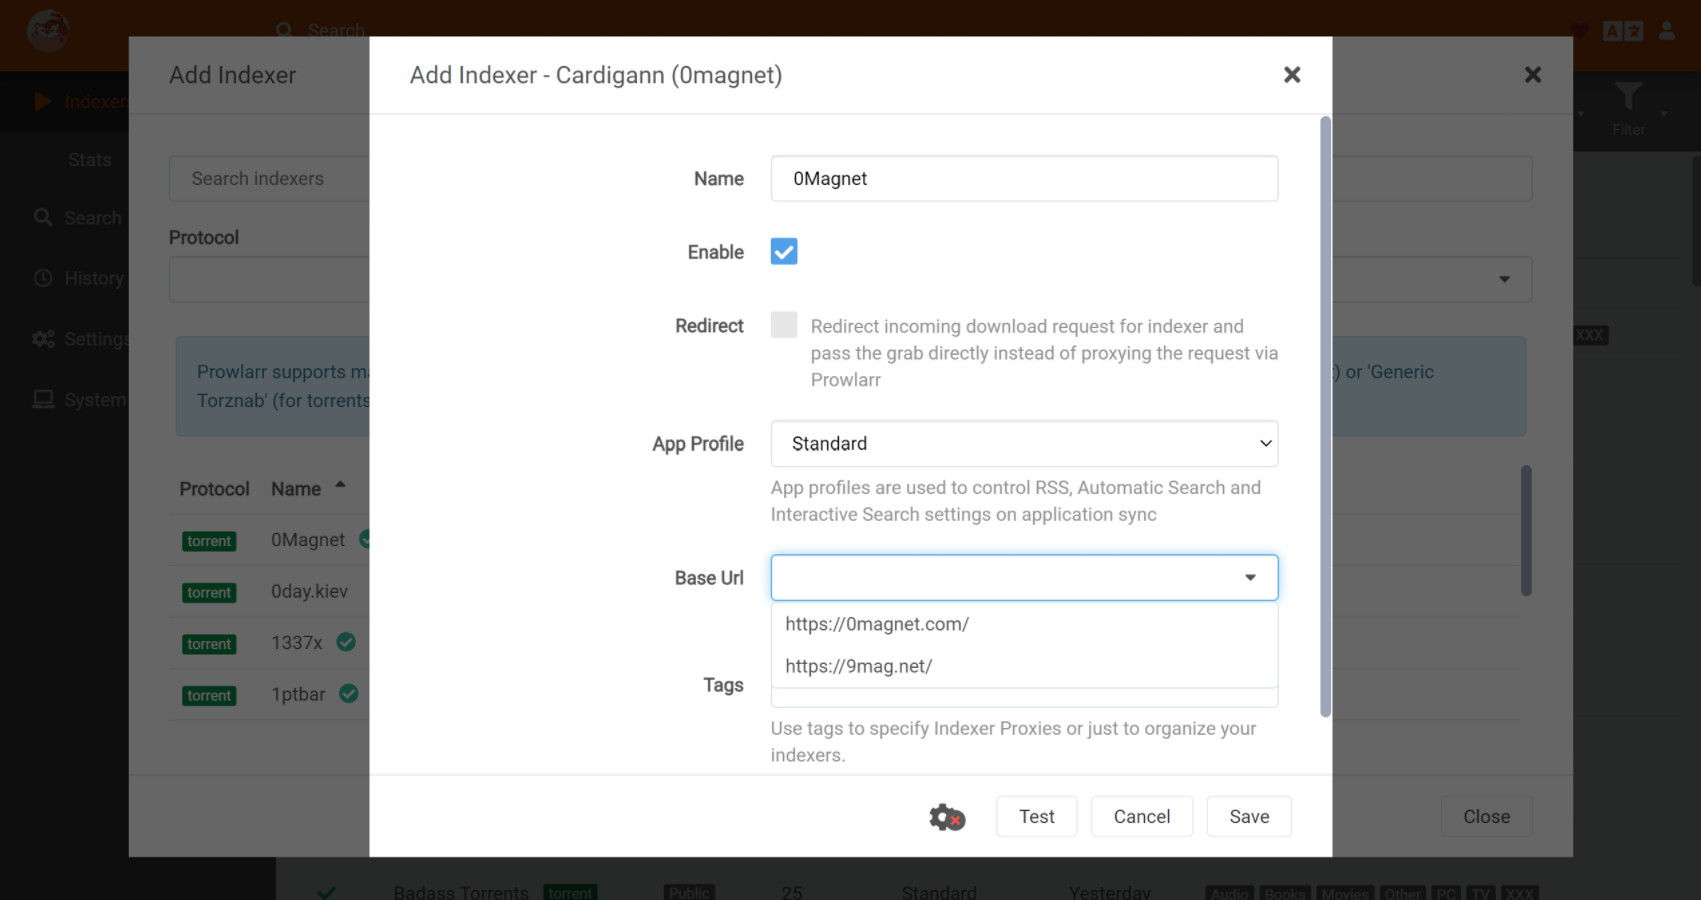 Search
Add Indexer
Add Indexer - Cardigann (0magnet)
Indexers
Filter
Stats
Search indexers
Name
0Magnet
Search
Protocol
Enable
History
Redirect
Redirect incoming download request for indexer and
pass the grab directly instead of proxying the request via
Prowlarr
Settings
XXX
Prowlarr supports ma
) or 'Generic
Torznab' (for torrents
System
App Profile
Standard
App profiles are used to control RSS, Automatic Search and
Interactive Search settings on application sync
Protocol Name
torrent 0Magnet
torrent 0day.kiev
torrent 1337x
torrent 1ptbar
Base Url
https://0magnet.com/
https://9mag.net/
Tags
Use tags to specify Indexer Proxies or just to organize your
indexers.
Test Cancel Save
Close
Badass Torrents torrent Public 25 Standard Yesterday Audio Books Movies Other PC TV XXX